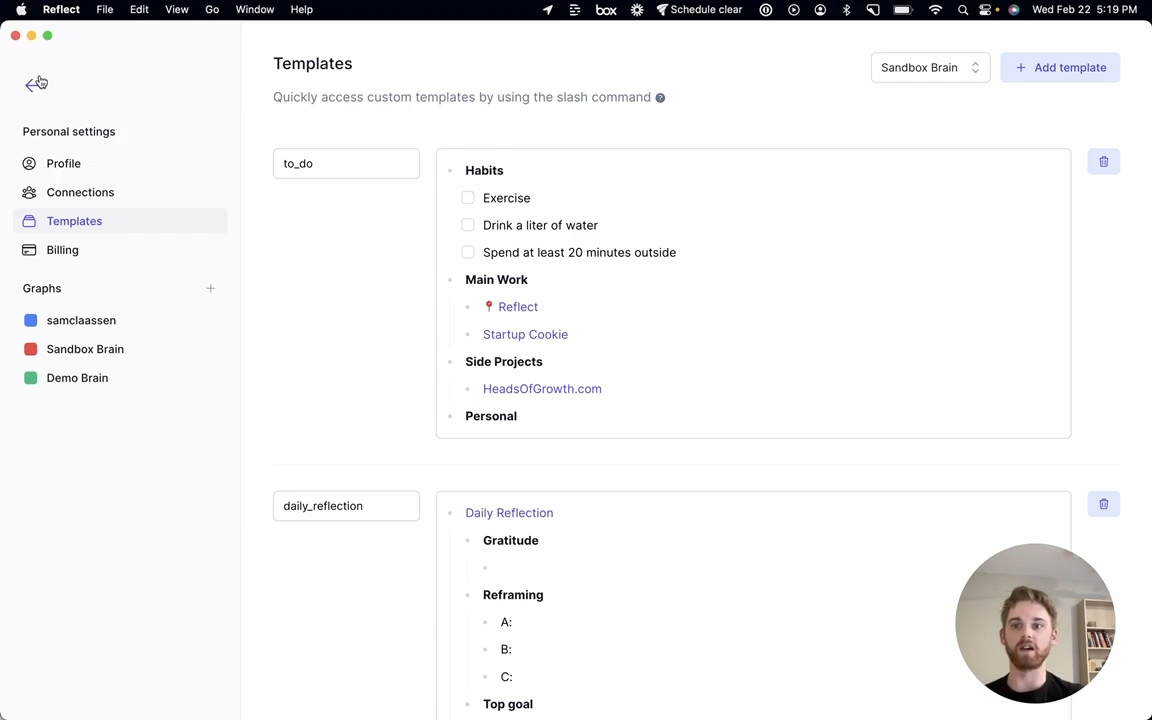 Reflect File Edit View Go Window Help box Schedule clear Wed Feb 22 5:19 PM
Templates
Sandbox Brain
+ Add template
Quickly access custom templates by using the slash command ?
Personal settings
Profile
Connections
Templates
Billing
Graphs +
samclaassen
Sandbox Brain
Demo Brain
to_do
Habits
Exercise
Drink a liter of water
Spend at least 20 minutes outside
Main Work
📍 Reflect
Startup Cookie
Side Projects
HeadsOfGrowth.com
Personal
daily_reflection
Daily Reflection
Gratitude
Reframing
A:
B:
C:
Top goal